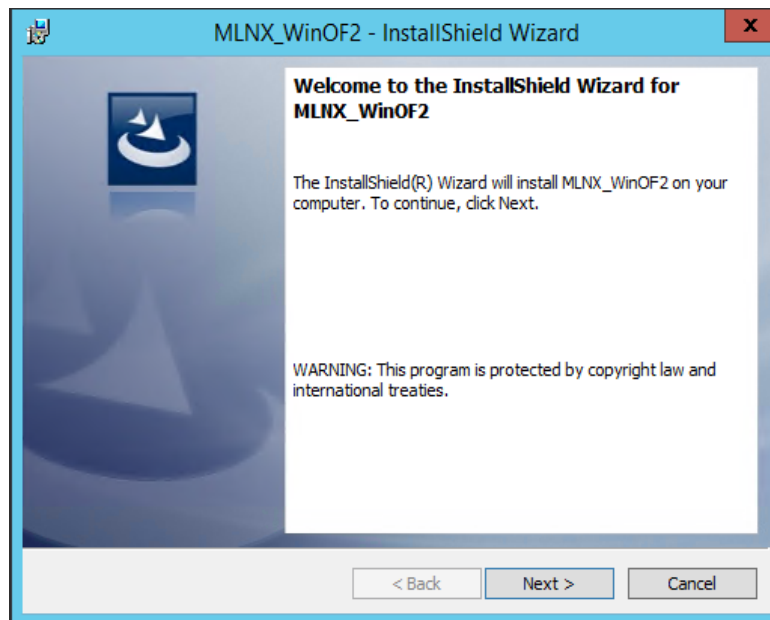 MLNX_WinOF2 - InstallShield Wizard
x
Welcome to the InstallShield Wizard for
MLNX_WinOF2
The InstallShield(R) Wizard will install MLNX_WinOF2 on your
computer. To continue, click Next.
WARNING: This program is protected by copyright law and
international treaties.
< Back
Next >
Cancel